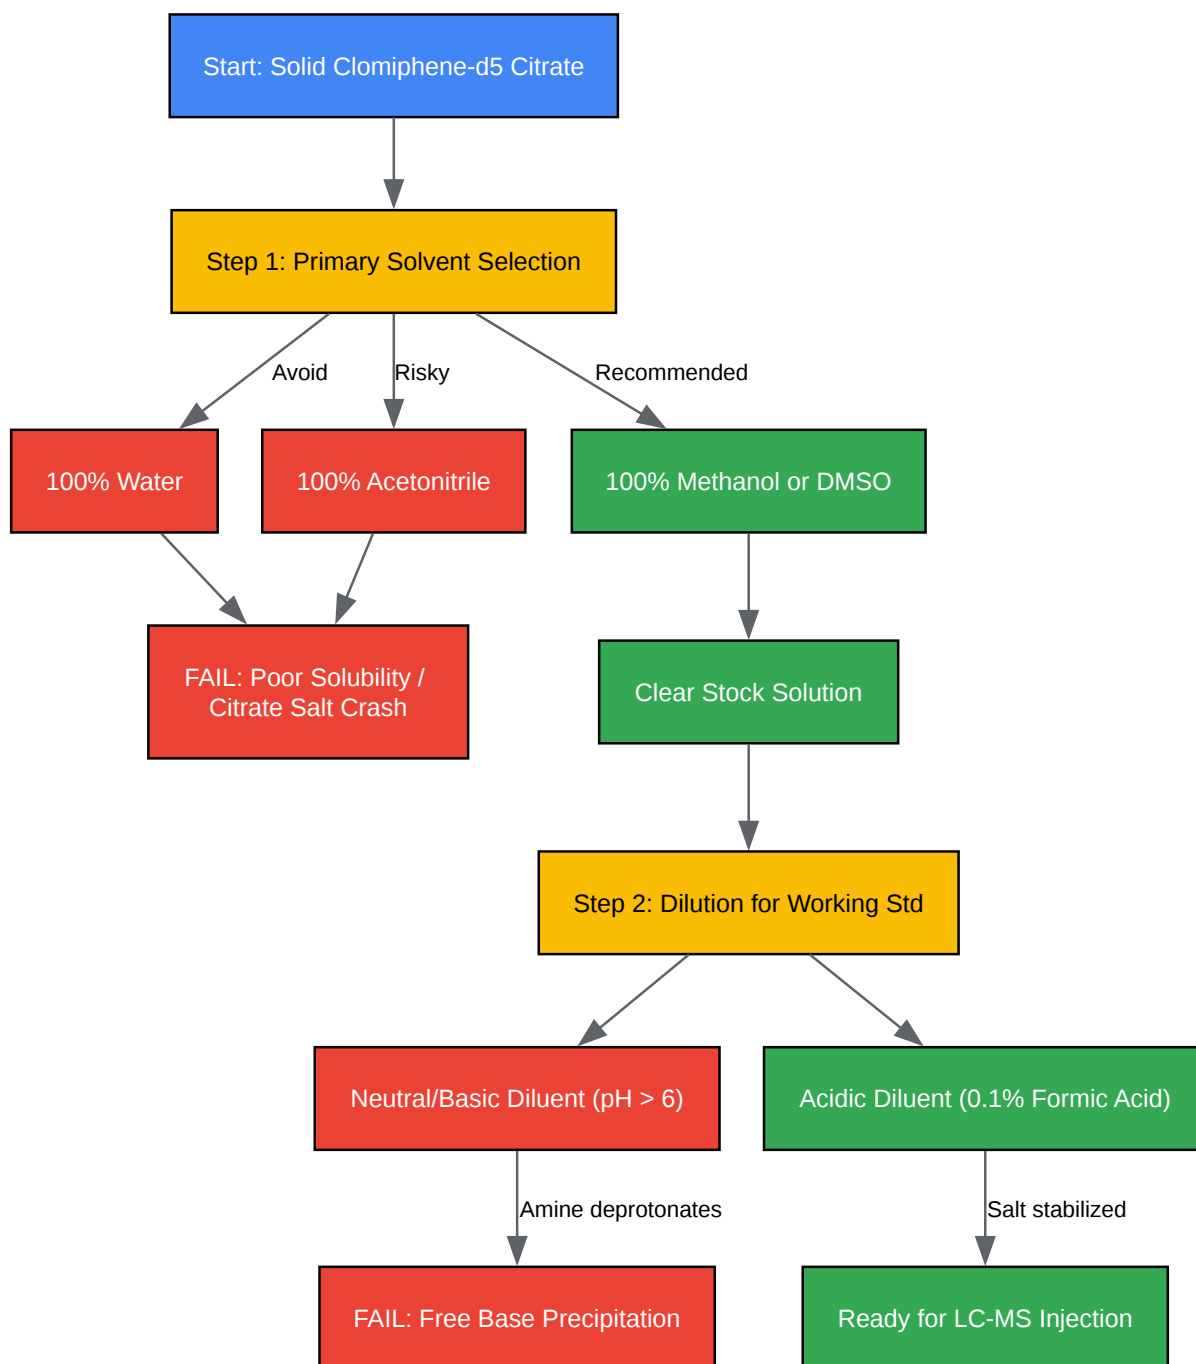 Start: Solid Clomiphene-d5 Citrate
Step 1: Primary Solvent Selection
Avoid
Risky
Recommended
100% Water
100% Acetonitrile
100% Methanol or DMSO
FAIL: Poor Solubility /
Citrate Salt Crash
Clear Stock Solution
Step 2: Dilution for Working Std
Neutral/Basic Diluent (pH > 6)
Acidic Diluent (0.1% Formic Acid)
Amine deprotonates
Salt stabilized
FAIL: Free Base Precipitation
Ready for LC-MS Injection